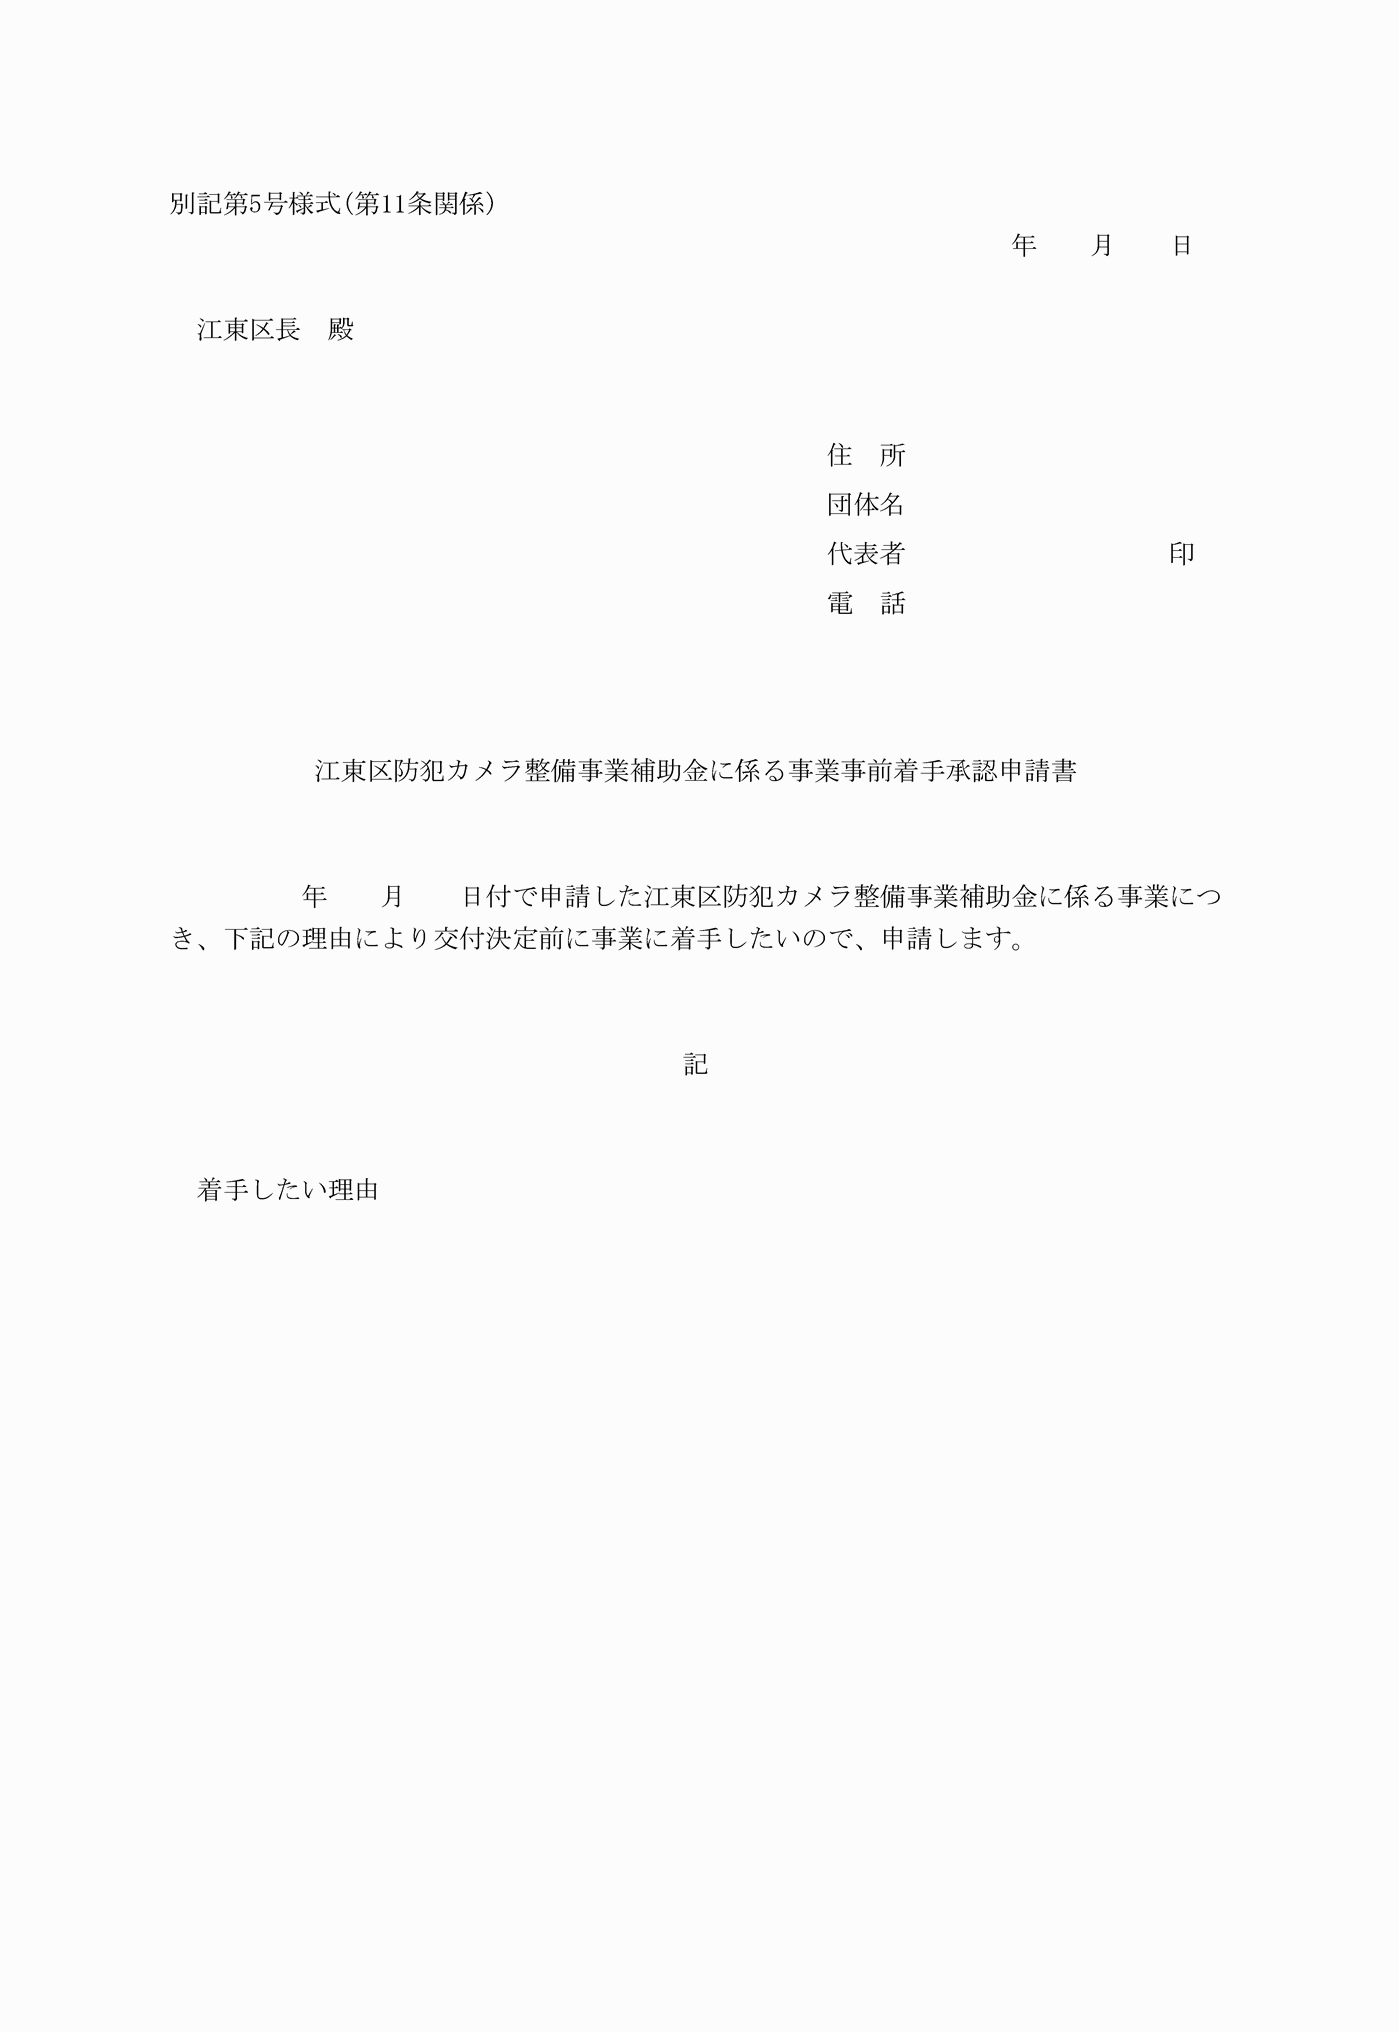 別記第5号様式(第11条関係)
年　　月　　日
江東区長　殿
住　所
団体名
代表者　　　　　　　　　　印
電　話
江東区防犯カメラ整備事業補助金に係る事業事前着手承認申請書
年　　月　　日付で申請した江東区防犯カメラ整備事業補助金に係る事業につ
き、下記の理由により交付決定前に事業に着手したいので、申請します。
記
着手したい理由